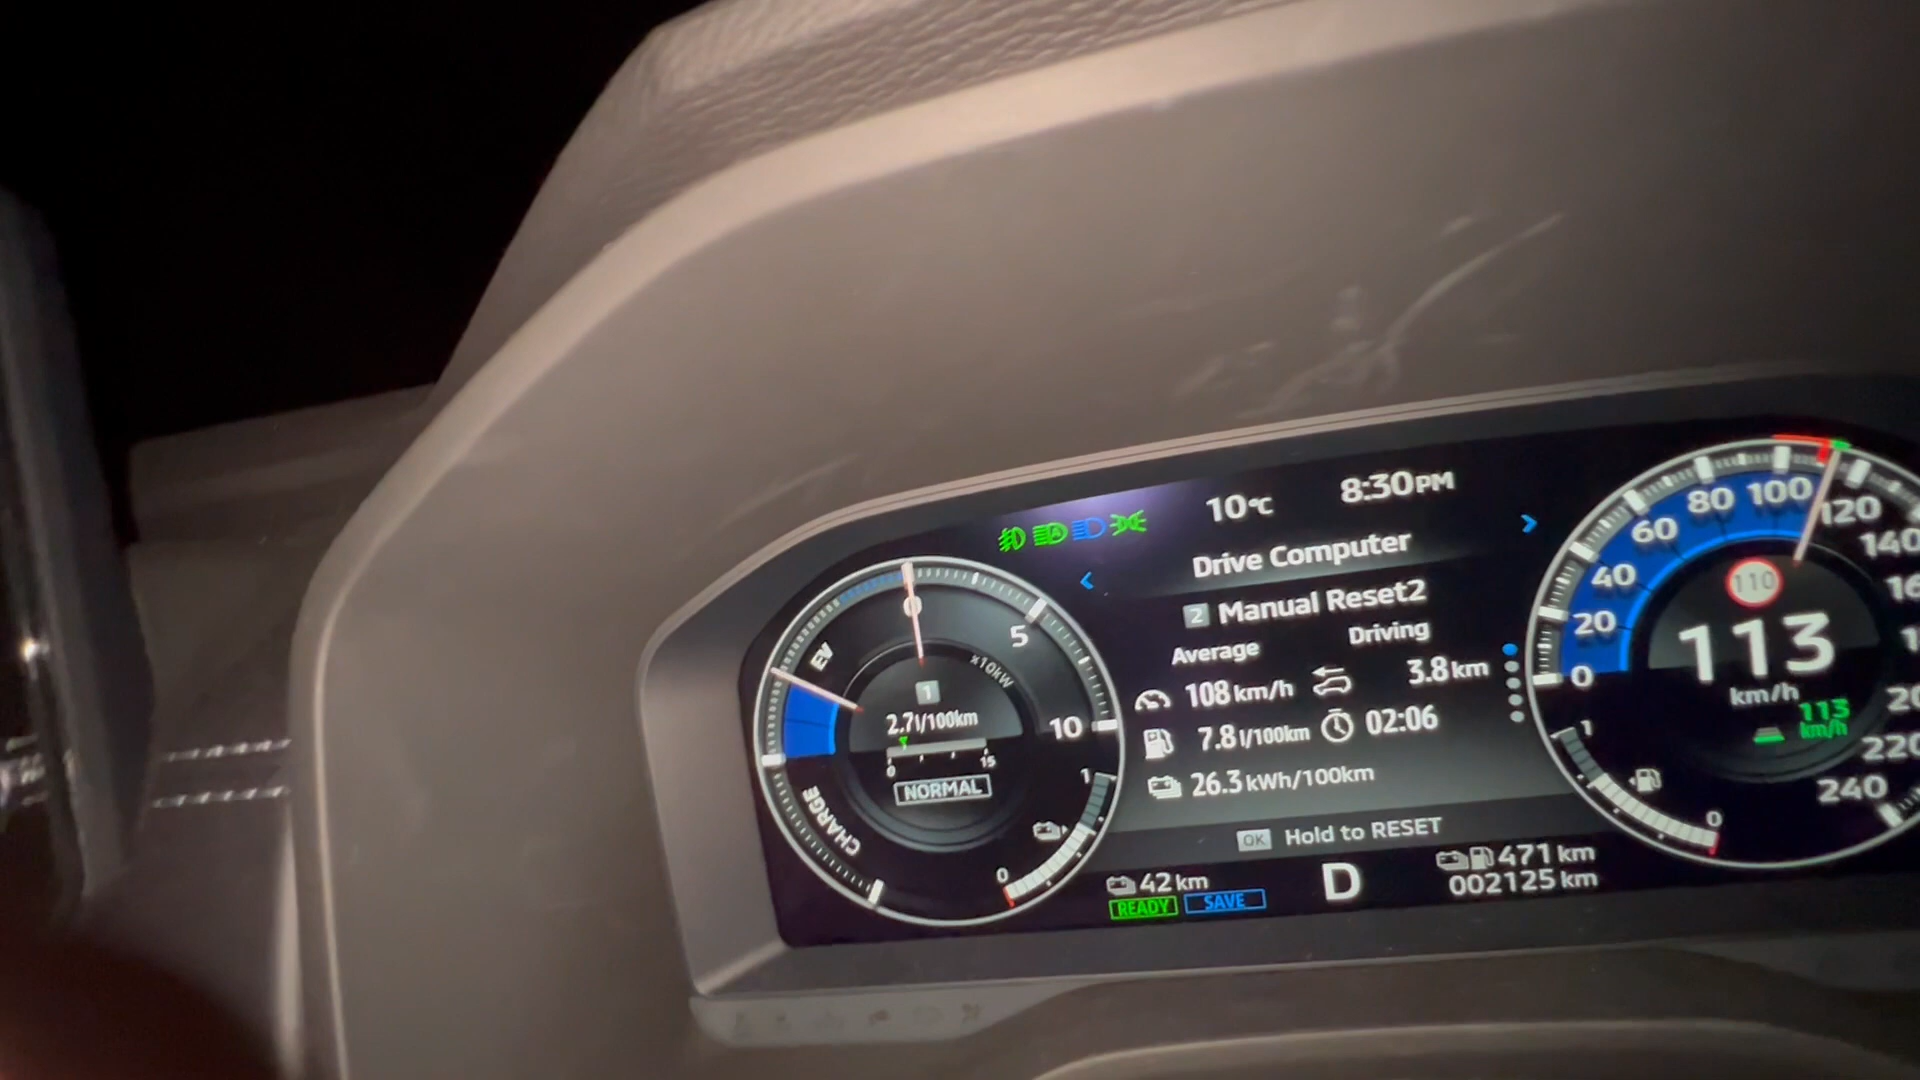 10°C 8:30PM
Drive Computer
2 Manual Reset2
Average Driving
108 km/h 3.8 km
7.8 l/100km 02:06
26.3 kWh/100km
OK Hold to RESET
42 km
READY SAVE
D
471 km
002125 km
EV
CHARGE
0
5
10
x10kW
1
2.7 l/100km
0 15
NORMAL
1
0
0
20
40
60
80
100
120
140
220
240
110
113
km/h
113
km/h
1
0